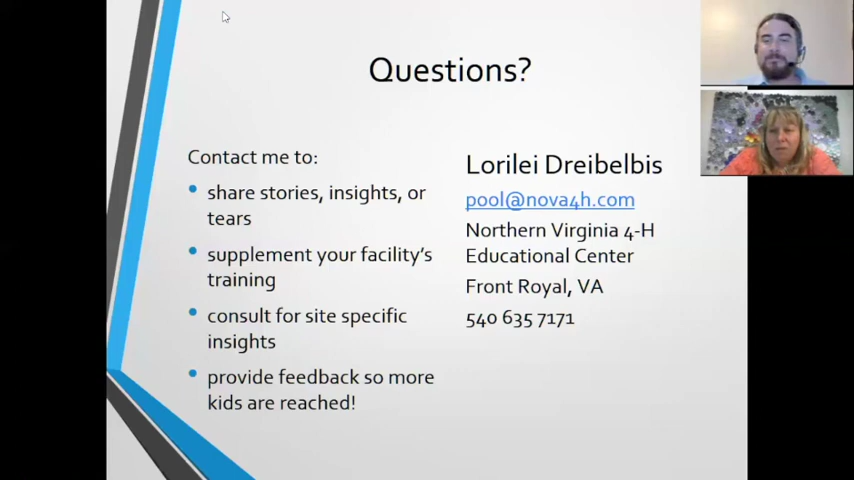 Questions?
Contact me to:
share stories, insights, or
tears
supplement your facility's
training
consult for site specific
insights
provide feedback so more
kids are reached!
Lorilei Dreibelbis
pool@nova4h.com
Northern Virginia 4-H
Educational Center
Front Royal, VA
540 635 7171